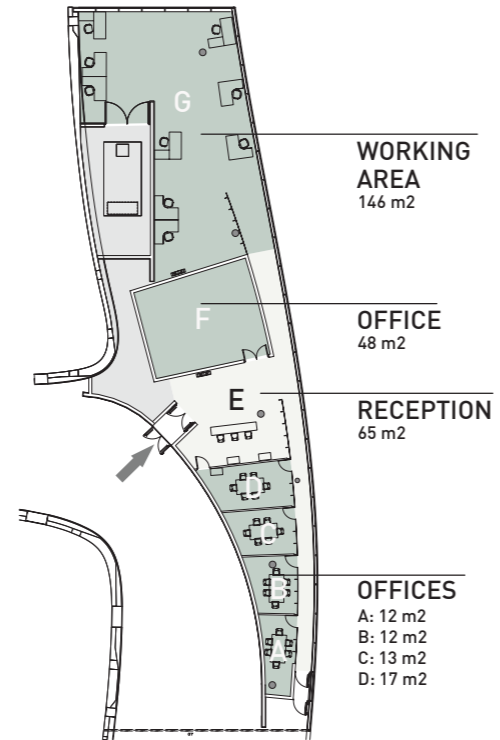 G
WORKING
AREA
146 m2
F
OFFICE
48 m2
E
RECEPTION
65 m2
D
C
B
A
OFFICES
A: 12 m2
B: 12 m2
C: 13 m2
D: 17 m2